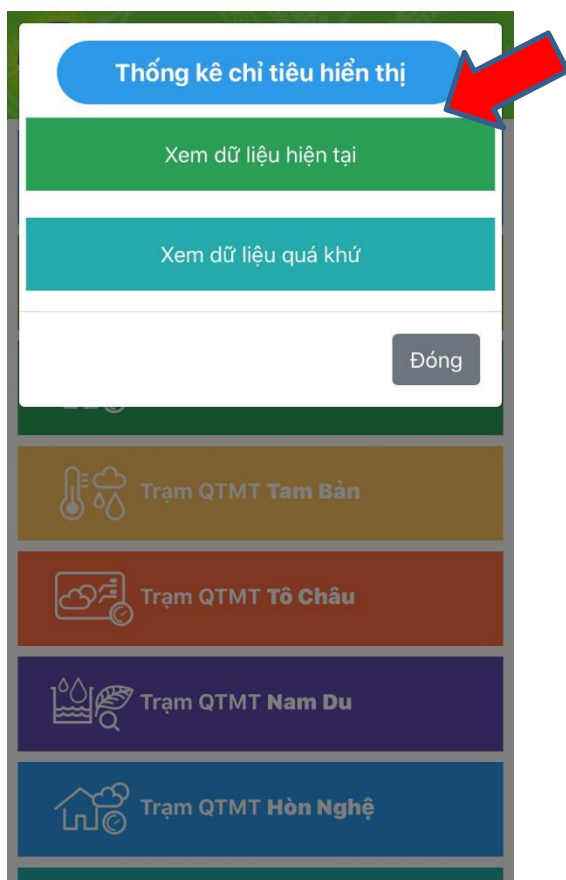 Thống kê chỉ tiêu hiển thị
Xem dữ liệu hiện tại
Xem dữ liệu quá khứ
Đóng
Trạm QTMT Tam Bản
Trạm QTMT Tô Châu
Trạm QTMT Nam Du
Trạm QTMT Hòn Nghệ